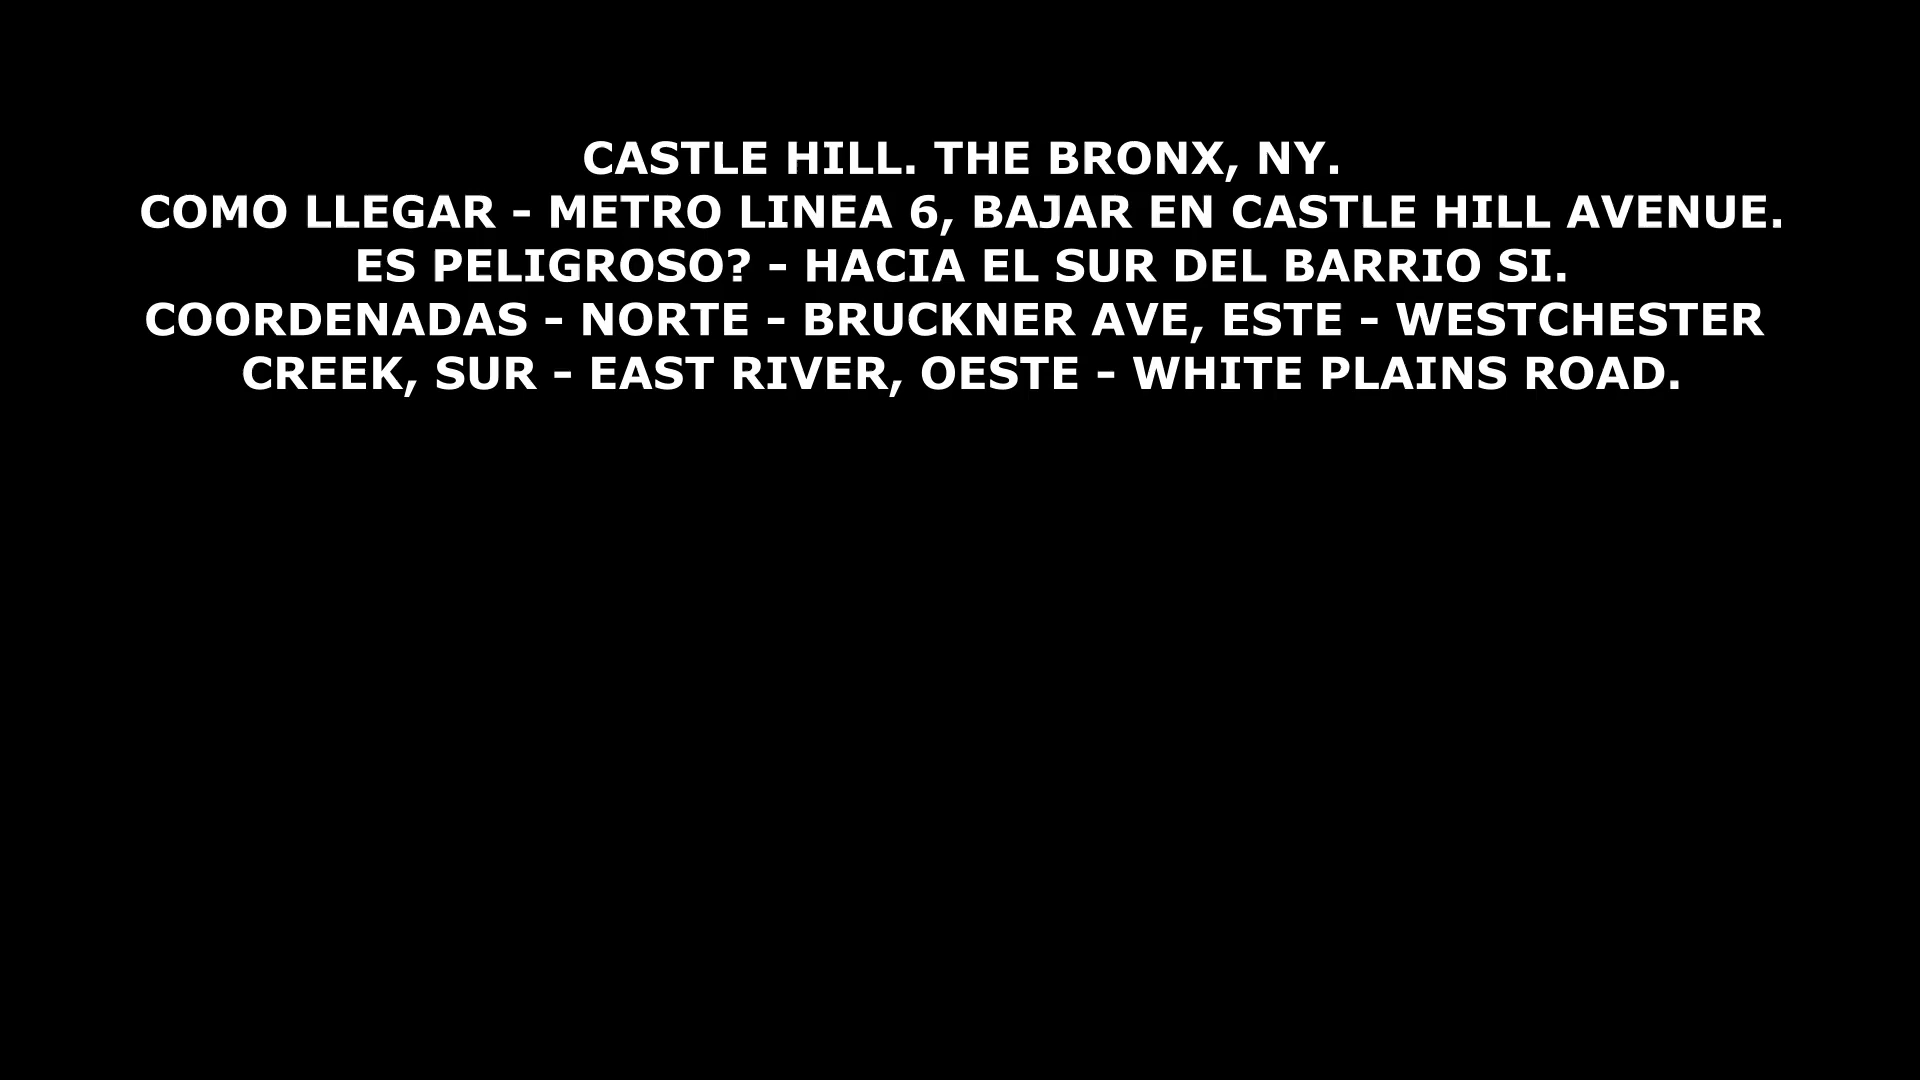 CASTLE HILL. THE BRONX, NY.
COMO LLEGAR - METRO LINEA 6, BAJAR EN CASTLE HILL AVENUE.
ES PELIGROSO? - HACIA EL SUR DEL BARRIO SI.
COORDENADAS - NORTE - BRUCKNER AVE, ESTE - WESTCHESTER
CREEK, SUR - EAST RIVER, OESTE - WHITE PLAINS ROAD.